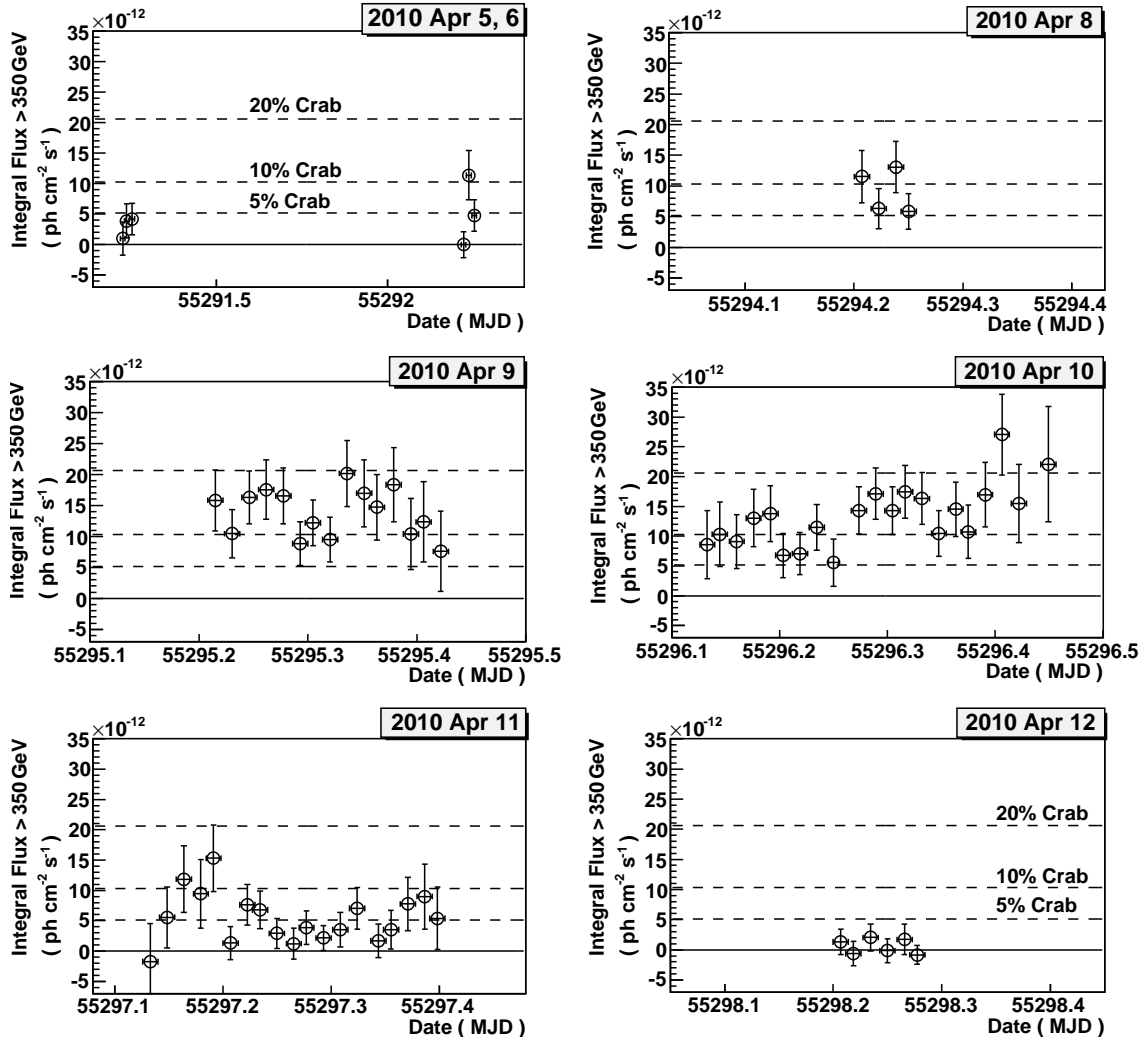 2010 Apr 5, 6
×10⁻¹²
Integral Flux > 350 GeV
( ph cm⁻² s⁻¹ )
35
30
25
20
15
10
5
0
-5
20% Crab
10% Crab
5% Crab
55291.5 55292
Date ( MJD )
2010 Apr 8
×10⁻¹²
Integral Flux > 350 GeV
( ph cm⁻² s⁻¹ )
35
30
25
20
15
10
5
0
-5
55294.1 55294.2 55294.3 55294.4
Date ( MJD )
2010 Apr 9
×10⁻¹²
Integral Flux > 350 GeV
( ph cm⁻² s⁻¹ )
35
30
25
20
15
10
5
0
-5
55295.1 55295.2 55295.3 55295.4 55295.5
Date ( MJD )
2010 Apr 10
×10⁻¹²
Integral Flux > 350 GeV
( ph cm⁻² s⁻¹ )
35
30
25
20
15
10
5
0
-5
55296.1 55296.2 55296.3 55296.4 55296.5
Date ( MJD )
2010 Apr 11
×10⁻¹²
Integral Flux > 350 GeV
( ph cm⁻² s⁻¹ )
35
30
25
20
15
10
5
0
-5
55297.1 55297.2 55297.3 55297.4
Date ( MJD )
2010 Apr 12
×10⁻¹²
Integral Flux > 350 GeV
( ph cm⁻² s⁻¹ )
35
30
25
20
15
10
5
0
-5
20% Crab
10% Crab
5% Crab
55298.1 55298.2 55298.3 55298.4
Date ( MJD )